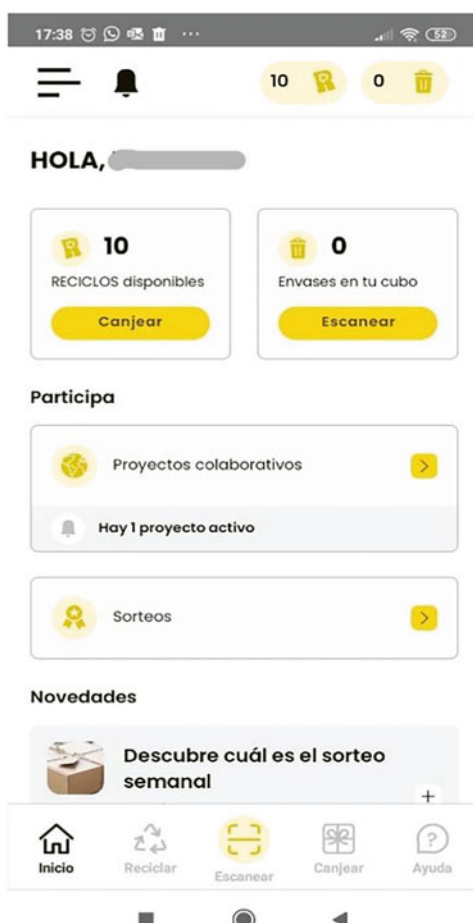 17:38
52
10
0
HOLA,
10
RECICLOS disponibles
Canjear
0
Envases en tu cubo
Escanear
Participa
Proyectos colaborativos
Hay 1 proyecto activo
Sorteos
Novedades
Descubre cuál es el sorteo
semanal
Inicio
Reciclar
Escanear
Canjear
Ayuda